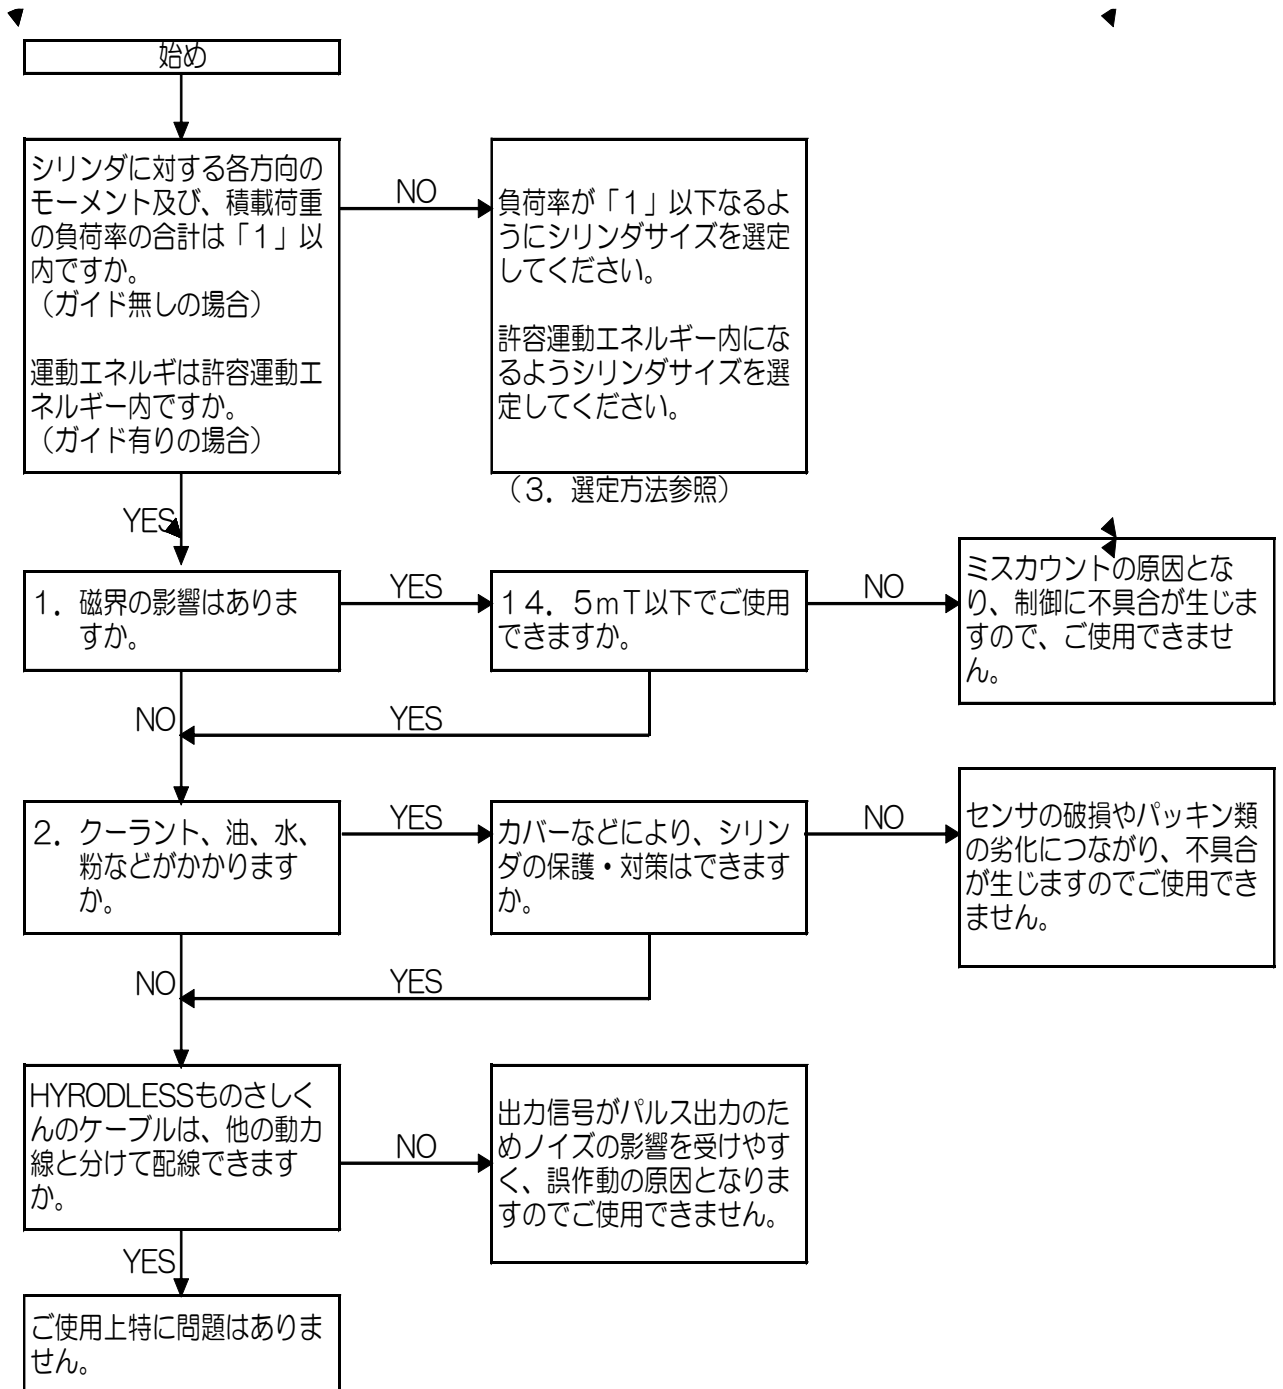 始め
シリンダに対する各方向の
モーメント及び、積載荷重
の負荷率の合計は「１」以
内ですか。
（ガイド無しの場合）
運動エネルギは許容運動エ
ネルギー内ですか。
（ガイド有りの場合）
NO
負荷率が「１」以下なるよ
うにシリンダサイズを選定
してください。
許容運動エネルギー内にな
るようシリンダサイズを選
定してください。
（３．選定方法参照）
YES
１．磁界の影響はありま
すか。
YES
１４．５ｍＴ以下でご使用
できますか。
NO
ミスカウントの原因とな
り、制御に不具合が生じま
すので、ご使用できませ
ん。
NO
YES
２．クーラント、油、水、
粉などがかかります
か。
YES
カバーなどにより、シリン
ダの保護・対策はできます
か。
NO
センサの破損やパッキン類
の劣化につながり、不具合
が生じますのでご使用でき
ません。
NO
YES
HYRODLESSものさしく
んのケーブルは、他の動力
線と分けて配線できます
か。
NO
出力信号がパルス出力のた
めノイズの影響を受けやす
く、誤作動の原因となりま
すのでご使用できません。
YES
ご使用上特に問題はありま
せん。